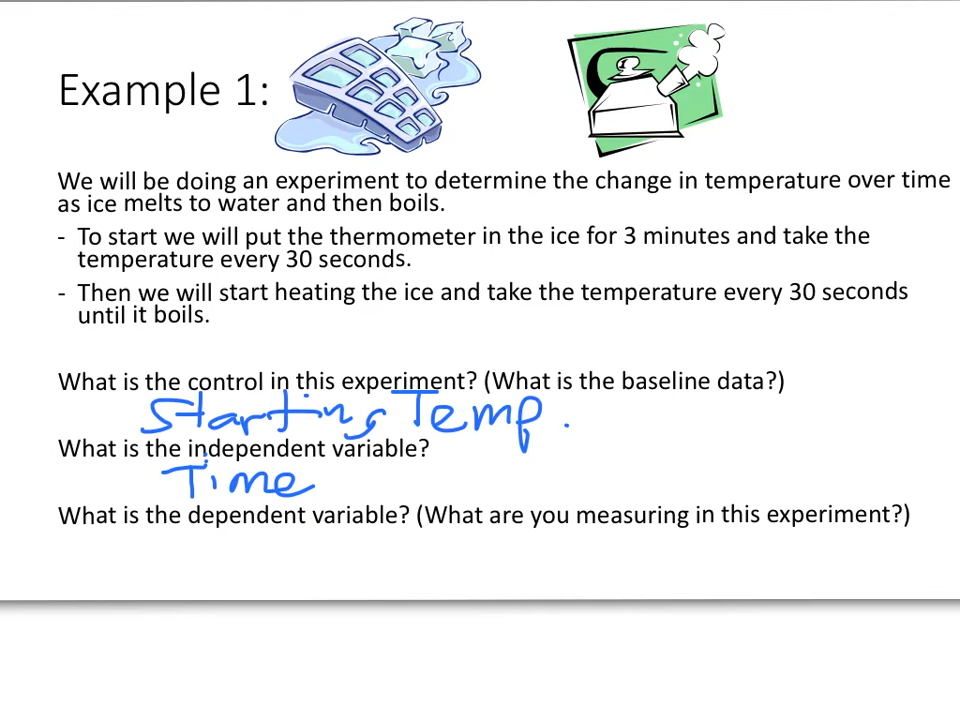 Example 1:
We will be doing an experiment to determine the change in temperature over time
as ice melts to water and then boils.
- To start we will put the thermometer in the ice for 3 minutes and take the
temperature every 30 seconds.
- Then we will start heating the ice and take the temperature every 30 seconds
until it boils.
What is the control in this experiment? (What is the baseline data?)
Starting Temp.
What is the independent variable?
Time
What is the dependent variable? (What are you measuring in this experiment?)